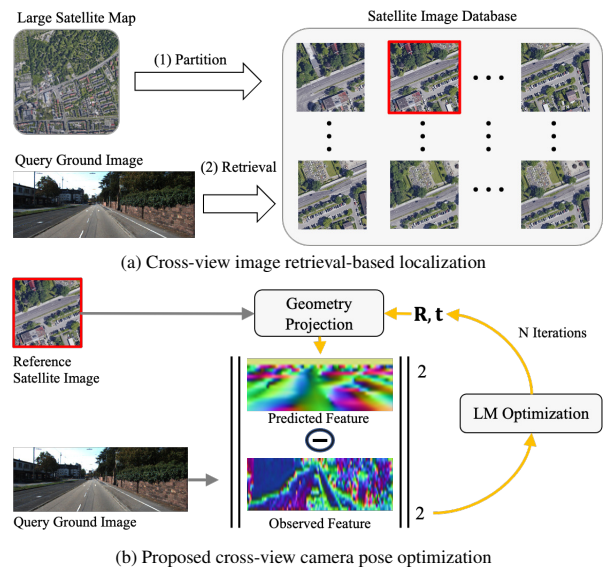 Large Satellite Map
Satellite Image Database
(1) Partition
Query Ground Image
(2) Retrieval
(a) Cross-view image retrieval-based localization
Geometry
Projection
R, t
N Iterations
Reference
Satellite Image
2
Predicted Feature
LM Optimization
Query Ground Image
Observed Feature
2
(b) Proposed cross-view camera pose optimization